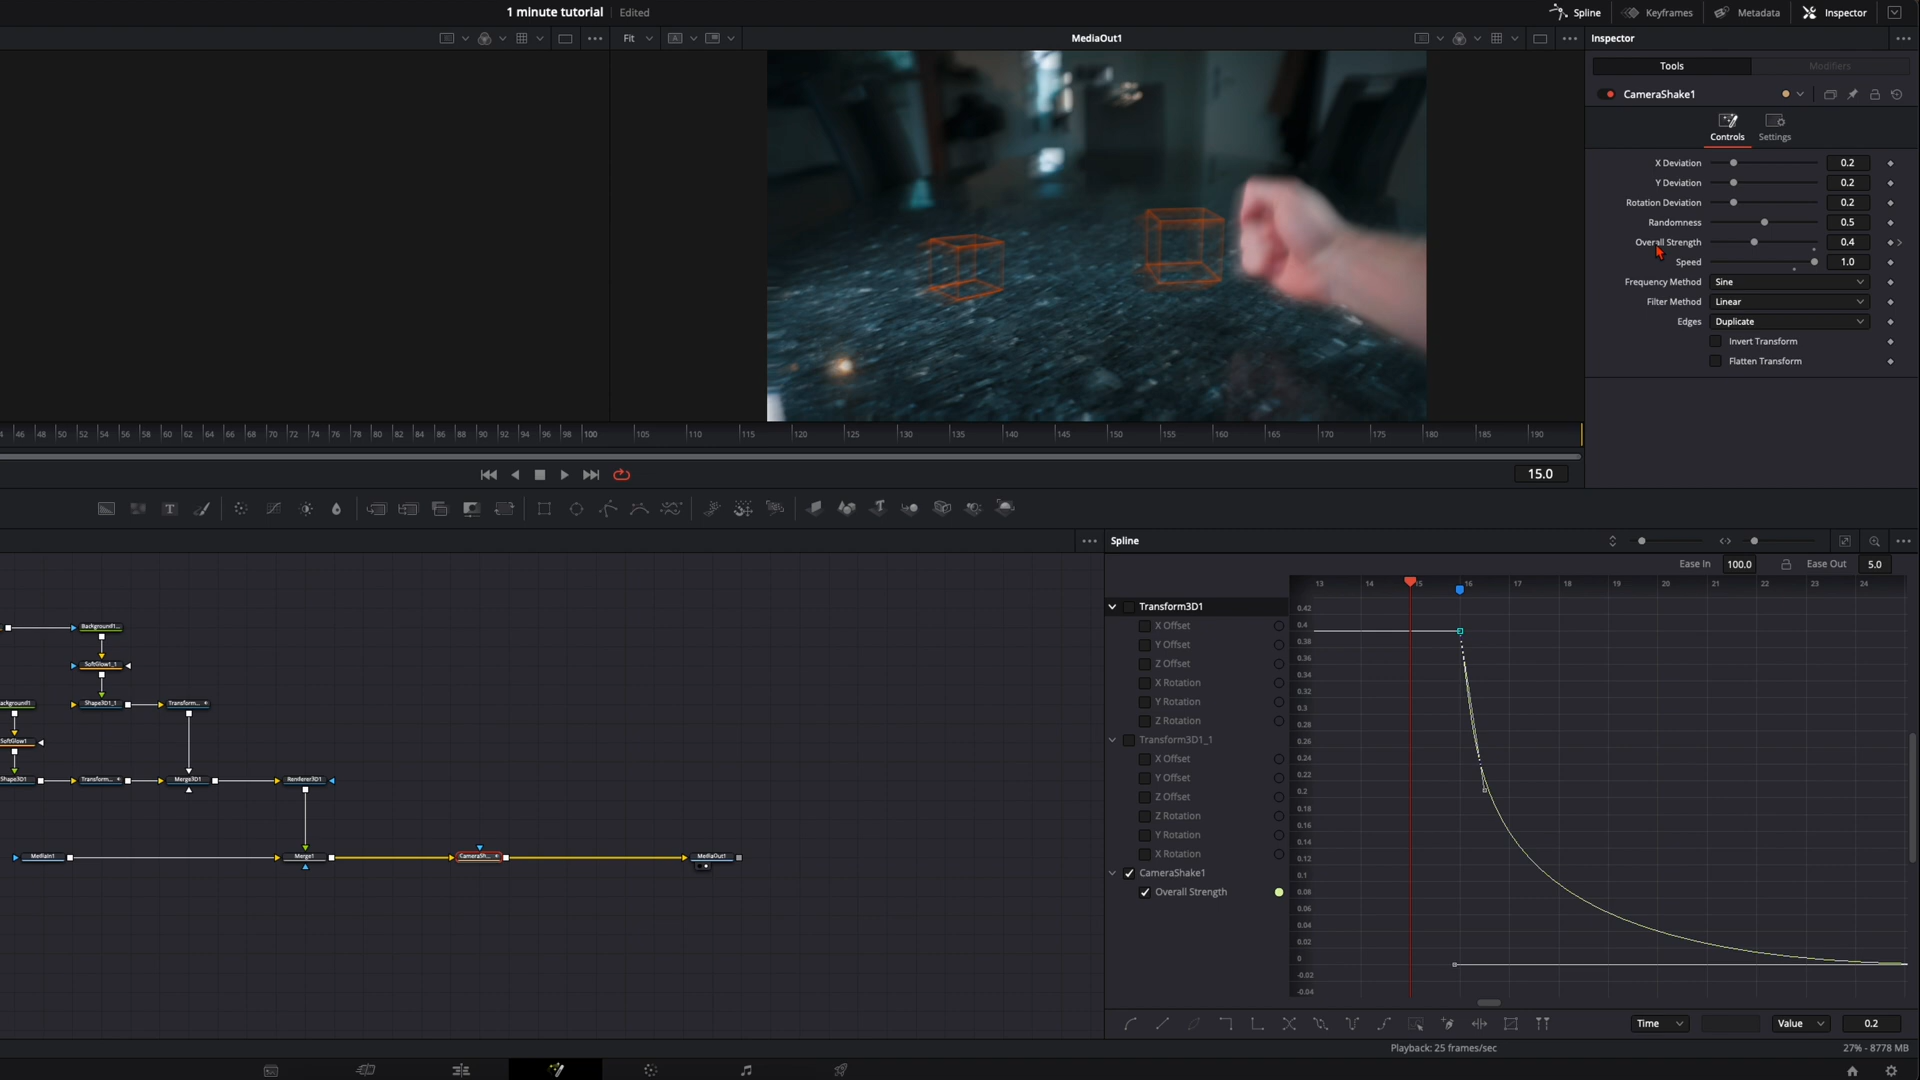 1 minute tutorial Edited
Spline Keyframes Metadata Inspector
Fit MediaOut1 Inspector
Tools Modifiers
CameraShake1
Controls Settings
X Deviation 0.2
Y Deviation 0.2
Rotation Deviation 0.2
Randomness 0.5
Overall Strength 0.4
Speed 1.0
Frequency Method Sine
Filter Method Linear
Edges Duplicate
Invert Transform
Flatten Transform
46 48 50 52 54 56 58 60 62 64 66 68 70 72 74 76 78 80 82 84 86 88 90 92 94 96 98 100 105 110 115 120 125 130 135 140 145 150 155 160 165 170 175 180 185 190
15.0
T
Spline
Ease In 100.0 Ease Out 5.0
13 14 15 16 17 18 19 20 21 22 23 24
Transform3D1
X Offset
Y Offset
Z Offset
X Rotation
Y Rotation
Z Rotation
Transform3D1_1
X Offset
Y Offset
Z Offset
Z Rotation
Y Rotation
X Rotation
CameraShake1
Overall Strength
0.42
0.4
0.38
0.36
0.34
0.32
0.3
0.28
0.26
0.24
0.22
0.2
0.18
0.16
0.14
0.12
0.1
0.08
0.06
0.04
0.02
0
-0.02
-0.04
Background1...
SoftGlow1_1
ackground1
Shape3D1_1 Transform...
SoftGlow1
Shape3D1 Transform... Merge3D1 Renderer3D1
MediaIn1 Merge1 CameraSh... MediaOut1
Time Value 0.2
Playback: 25 frames/sec 27% - 8778 MB